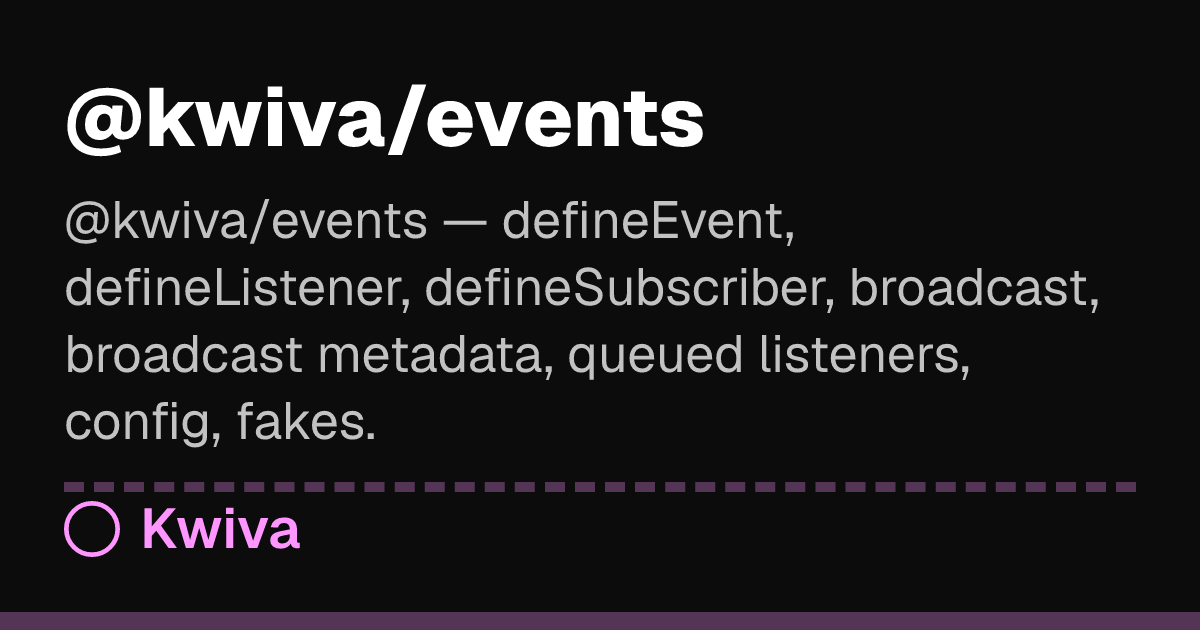 @kwiva/events
@kwiva/events — defineEvent,
defineListener, defineSubscriber, broadcast,
broadcast metadata, queued listeners,
config, fakes.
Kwiva